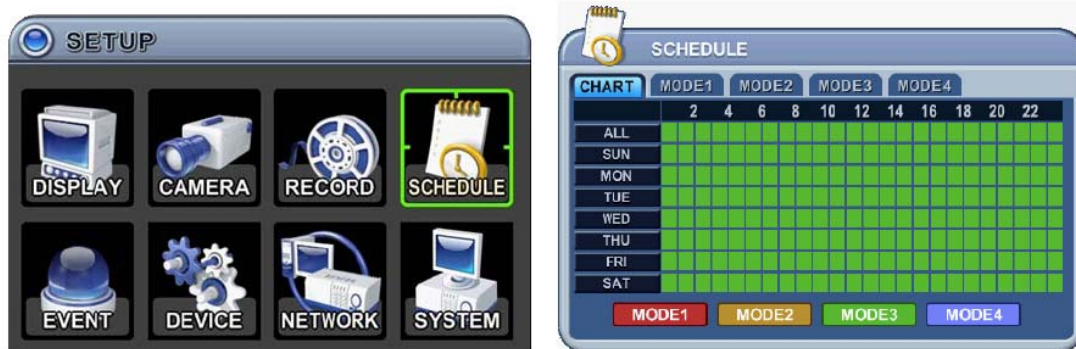 SETUP
DISPLAY CAMERA RECORD SCHEDULE
EVENT DEVICE NETWORK SYSTEM
SCHEDULE
CHART MODE1 MODE2 MODE3 MODE4
2 4 6 8 10 12 14 16 18 20 22
ALL
SUN
MON
TUE
WED
THU
FRI
SAT
MODE1 MODE2 MODE3 MODE4